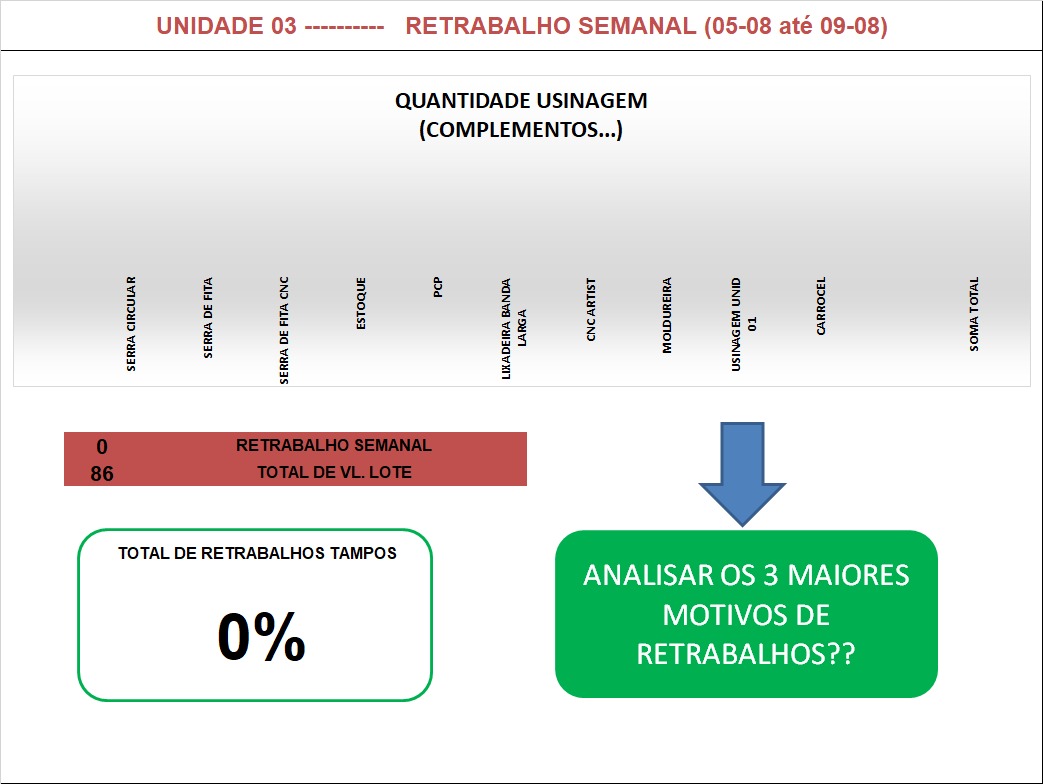 UNIDADE 03 ---------- RETRABALHO SEMANAL (05-08 até 09-08)
QUANTIDADE USINAGEM
(COMPLEMENTOS...)
SERRA CIRCULAR
SERRA DE FITA
SERRA DE FITA CNC
ESTOQUE
PCP
LIXADEIRA BANDA
LARGA
CNC ARTIST
MOLDUREIRA
USINAGEM UNID
01
CARROCEL
SOMA TOTAL
0 RETRABALHO SEMANAL
86 TOTAL DE VL. LOTE
TOTAL DE RETRABALHOS TAMPOS
0%
ANALISAR OS 3 MAIORES
MOTIVOS DE
RETRABALHOS??